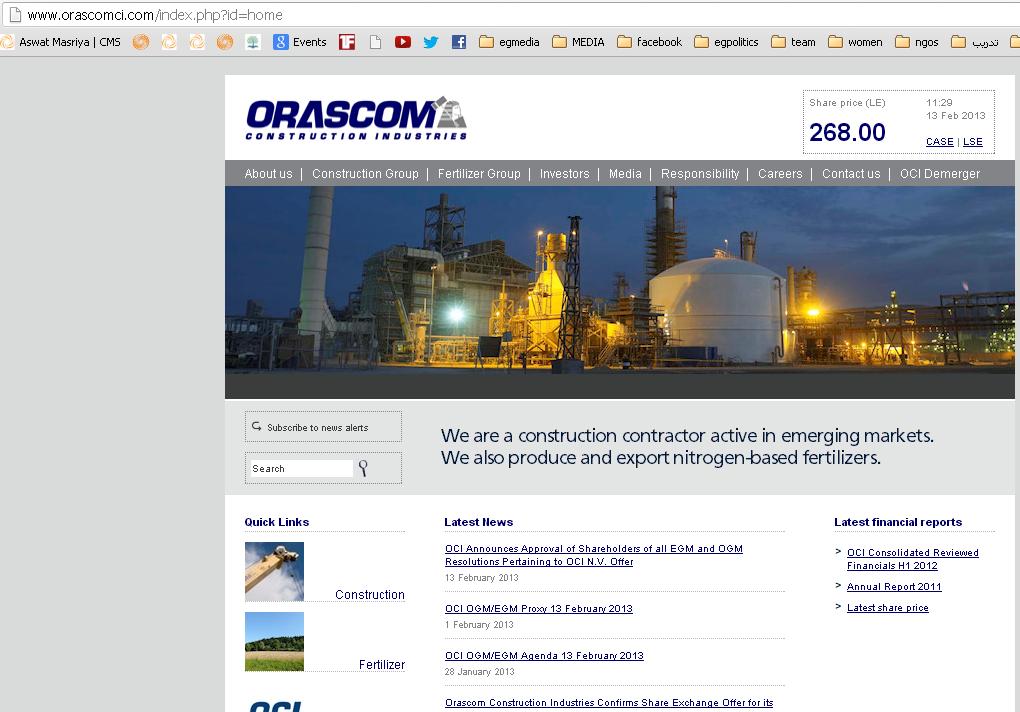 www.orascomci.com/index.php?id=home
Aswat Masriya | CMS
8 Events
egmedia
MEDIA
facebook
egpolitics
team
women
ngos
تدريب
ORASCOM
CONSTRUCTION INDUSTRIES
Share price (LE)
268.00
11:29
13 Feb 2013
CASE | LSE
About us | Construction Group | Fertilizer Group | Investors | Media | Responsibility | Careers | Contact us | OCI Demerger
Subscribe to news alerts
Search
We are a construction contractor active in emerging markets.
We also produce and export nitrogen-based fertilizers.
Quick Links
Construction
Fertilizer
OCI
Latest News
OCI Announces Approval of Shareholders of all EGM and OGM
Resolutions Pertaining to OCI N.V. Offer
13 February 2013
OCI OGM/EGM Proxy 13 February 2013
1 February 2013
OCI OGM/EGM Agenda 13 February 2013
28 January 2013
Orascom Construction Industries Confirms Share Exchange Offer for its
Latest financial reports
> OCI Consolidated Reviewed
Financials H1 2012
> Annual Report 2011
> Latest share price